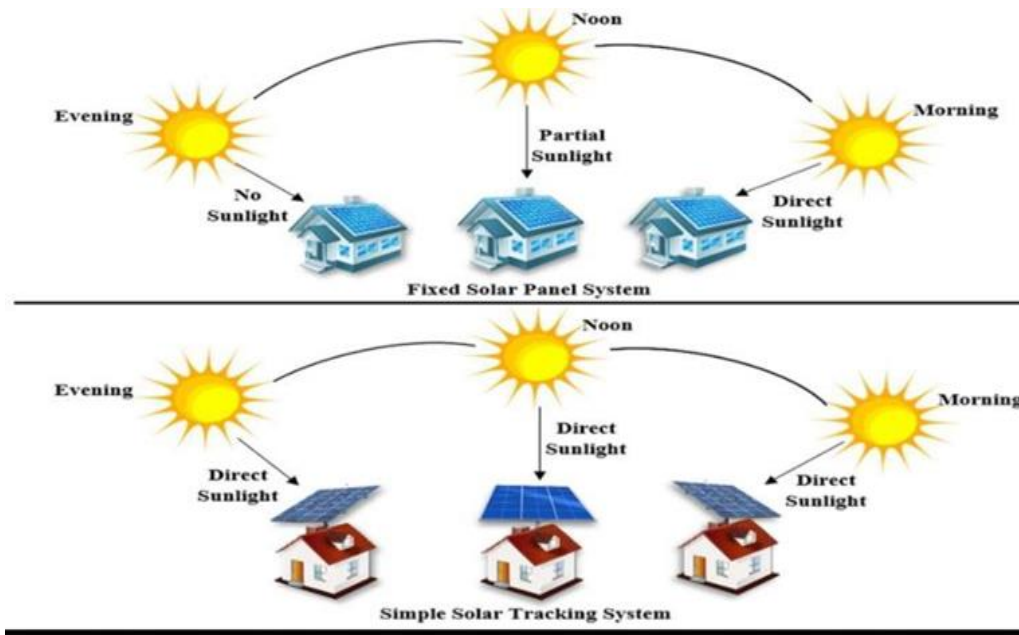 Noon
Evening
Morning
Partial
Sunlight
No
Sunlight
Direct
Sunlight
Fixed Solar Panel System
Noon
Evening
Morning
Direct
Sunlight
Direct
Sunlight
Direct
Sunlight
Simple Solar Tracking System